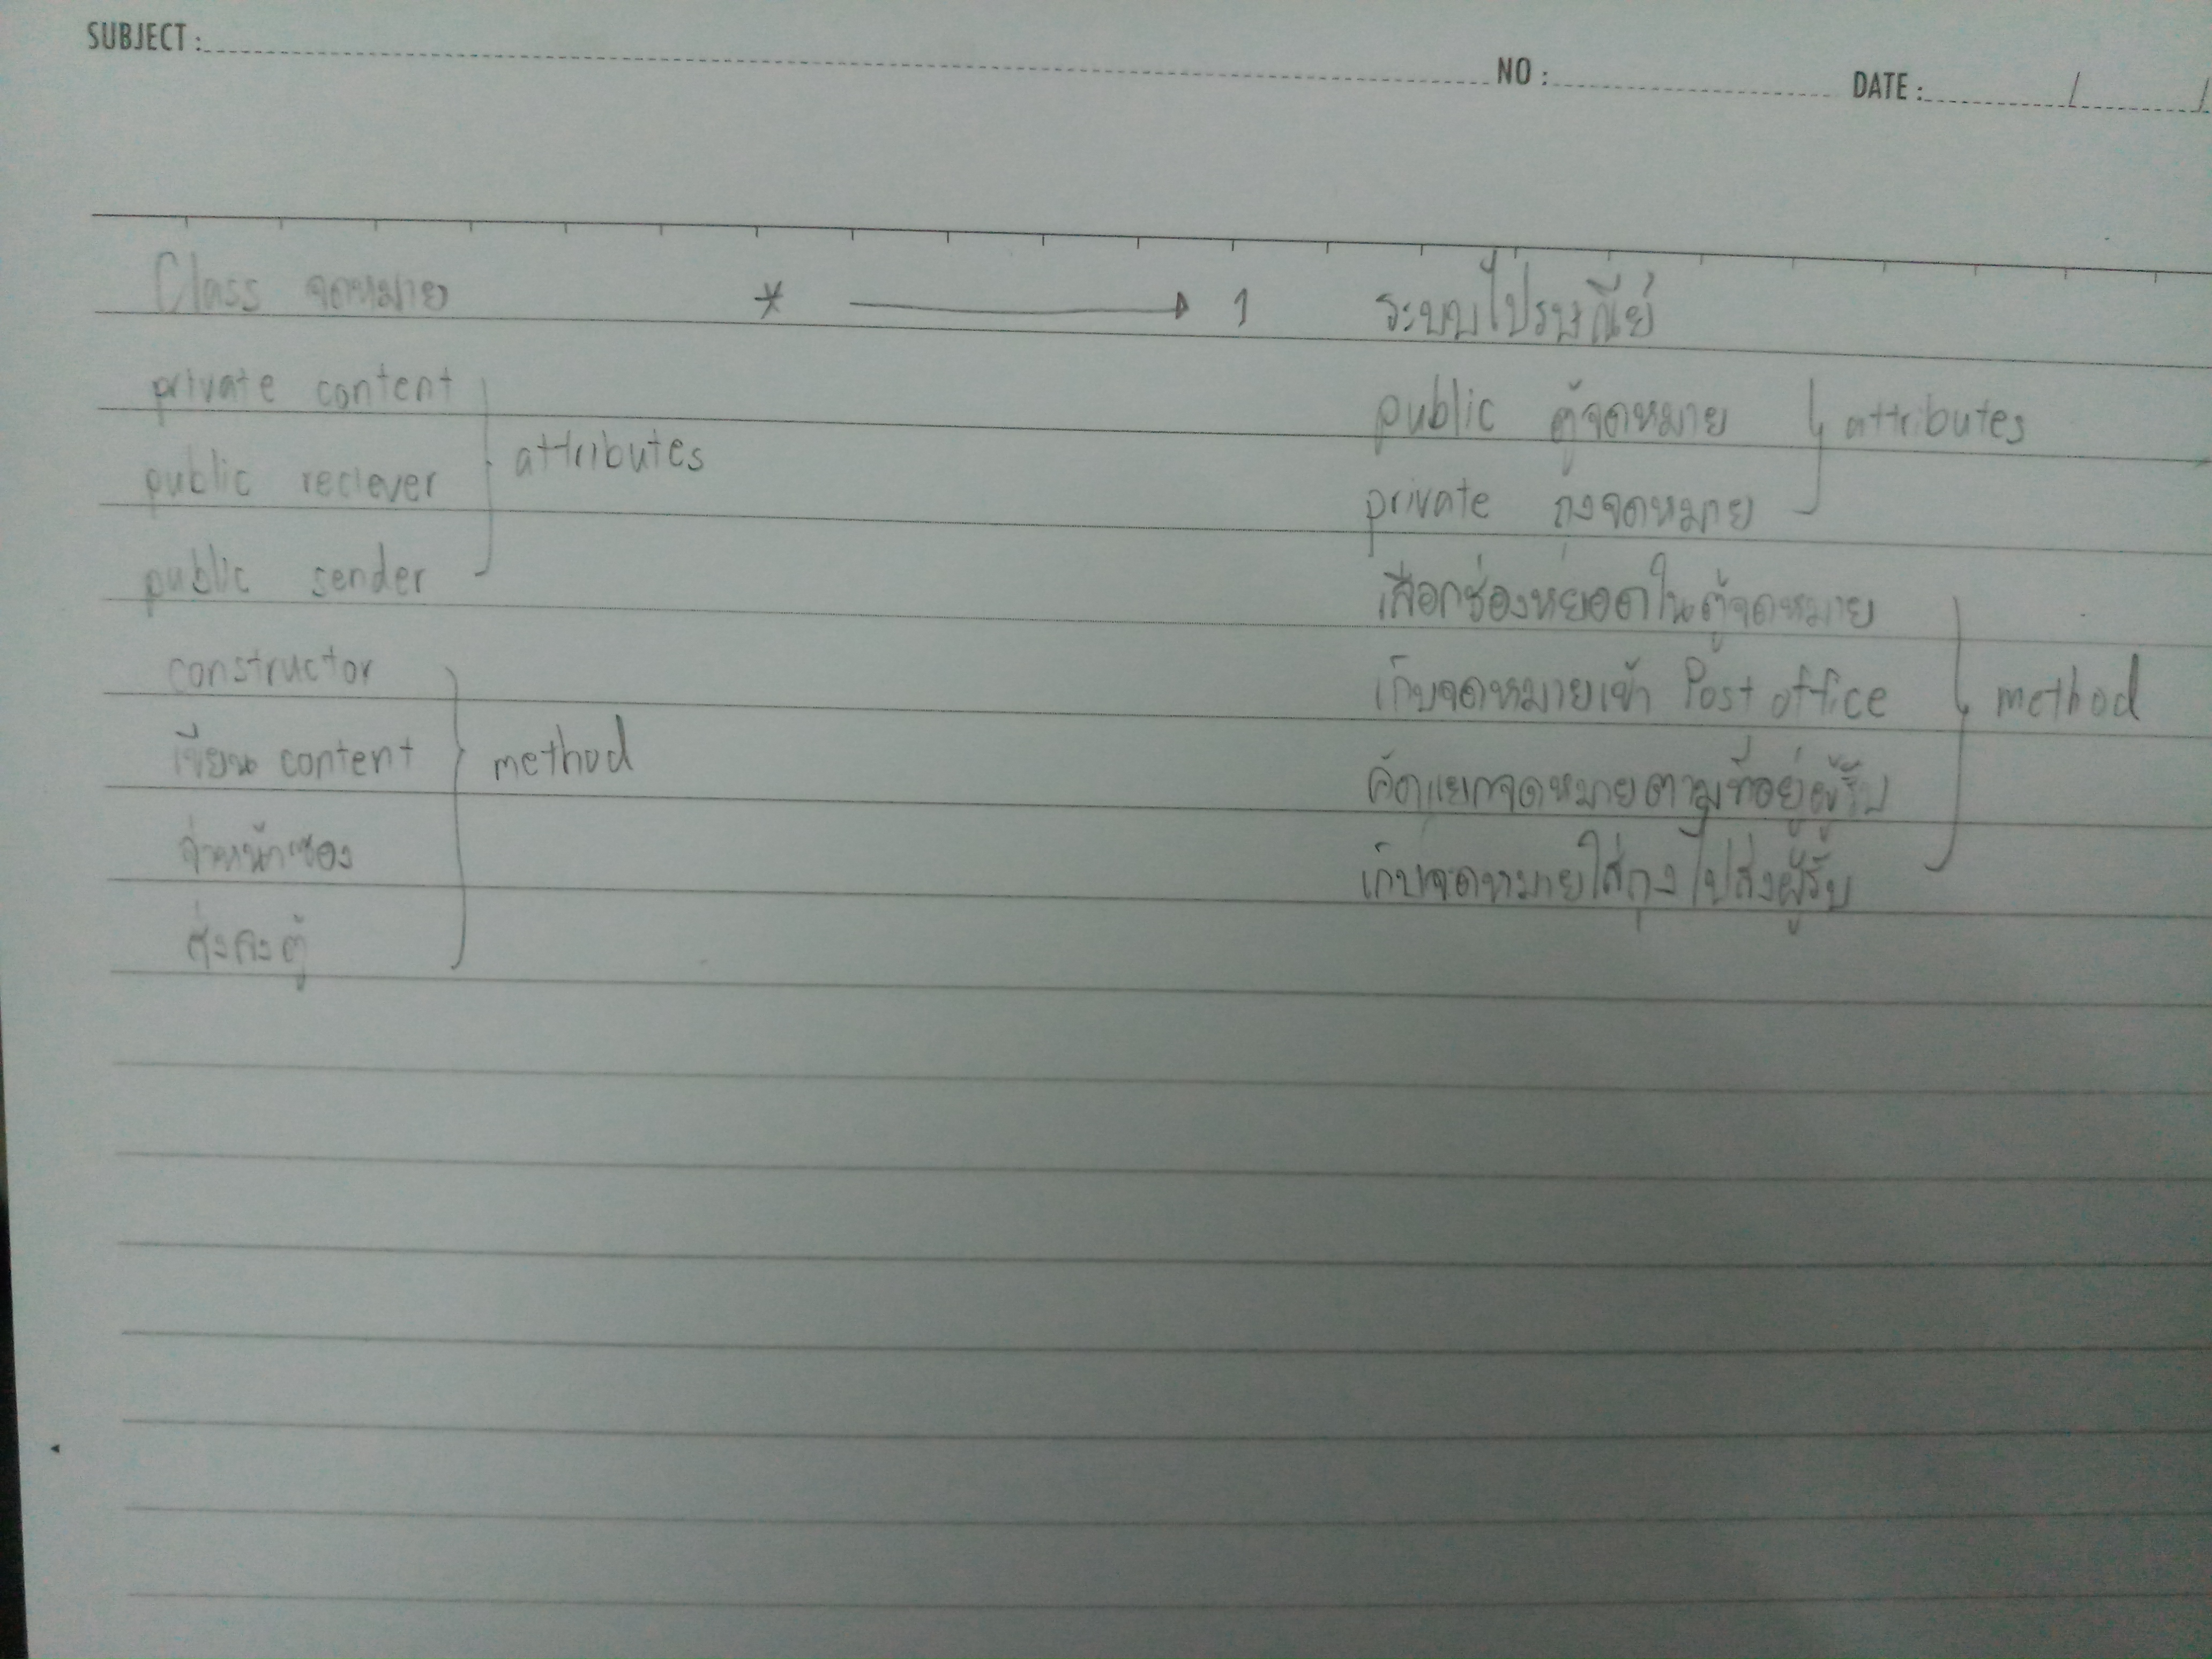 SUBJECT :
NO :
DATE : / /
Class จดหมาย * 1 ระบบไปรษณีย์
private content
public reciever
public sender
attributes
constructor
เขียน content
จ่าหน้าซอง
ส่งลงตู้
method
public ตู้จดหมาย
private ถุงจดหมาย
attributes
เลือกช่องหย่อดในตู้จดหมาย
เก็บจดหมายเข้า Post office
คัดแยกจดหมายตามที่อยู่ผู้รับ
เก็บจดหมายใส่ถุงไปส่งผู้รับ
method